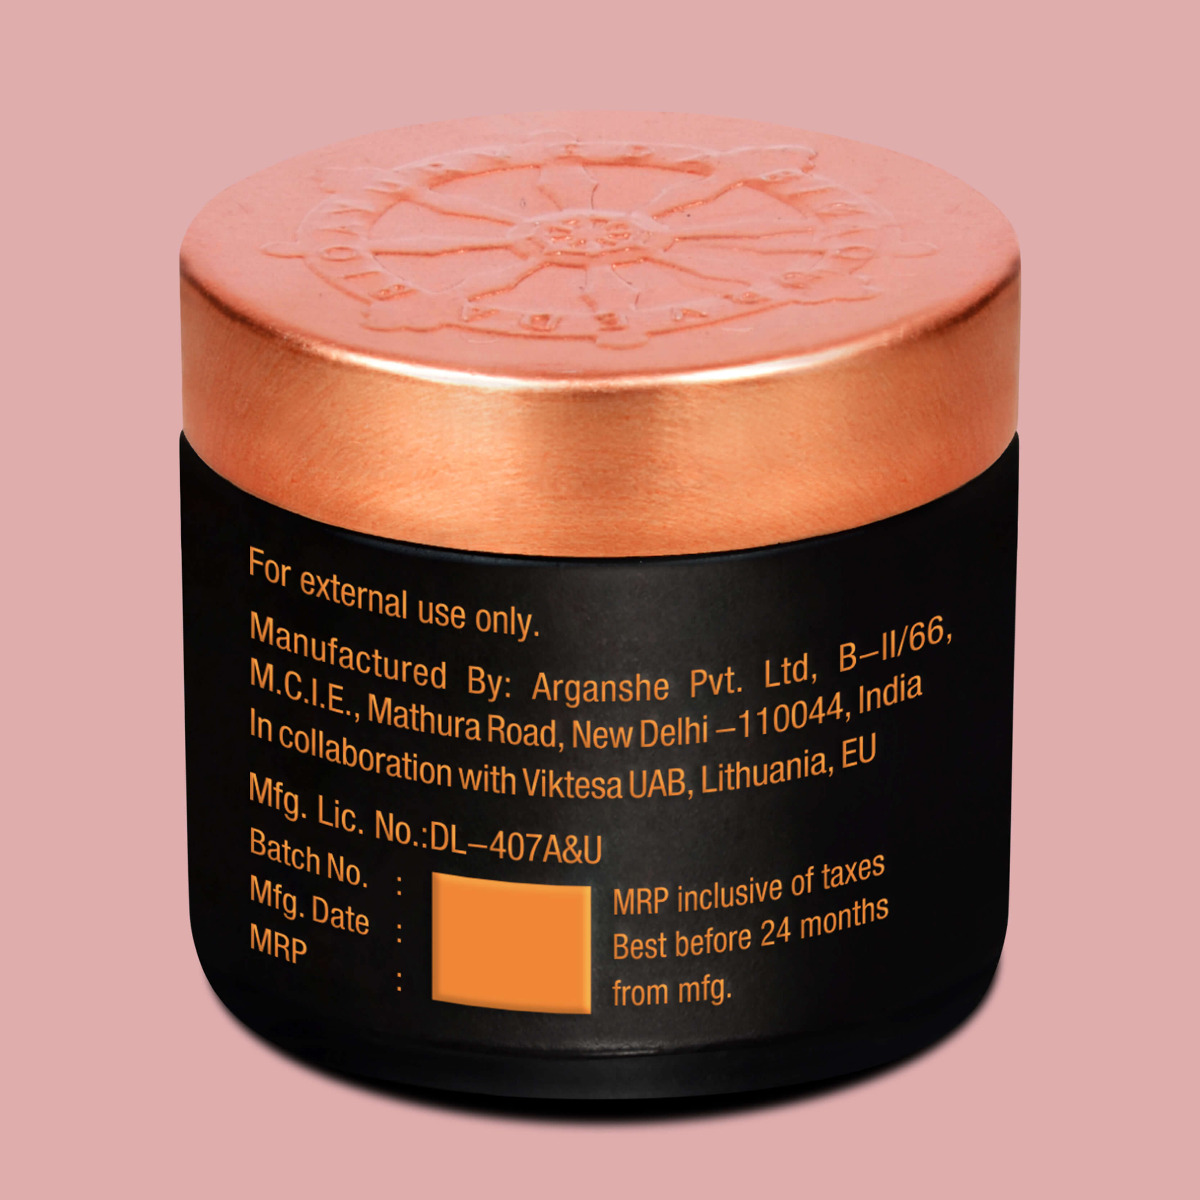 For external use only.
Manufactured By: Arganshe Pvt. Ltd, B–II/66,
M.C.I.E., Mathura Road, New Delhi –110044, India
In collaboration with Viktesa UAB, Lithuania, EU
Mfg. Lic. No.:DL–407A&U
Batch No. :
Mfg. Date :
MRP :
MRP inclusive of taxes
Best before 24 months
from mfg.